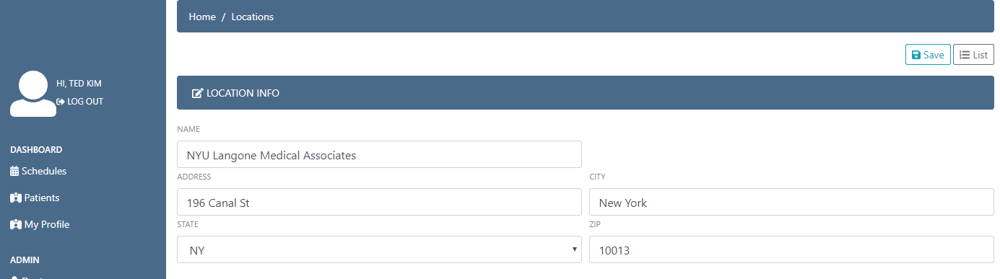 Home / Locations
Save List
HI, TED KIM
LOG OUT
LOCATION INFO
DASHBOARD
Schedules
Patients
My Profile
ADMIN
NAME
NYU Langone Medical Associates
ADDRESS CITY
196 Canal St New York
STATE ZIP
NY 10013